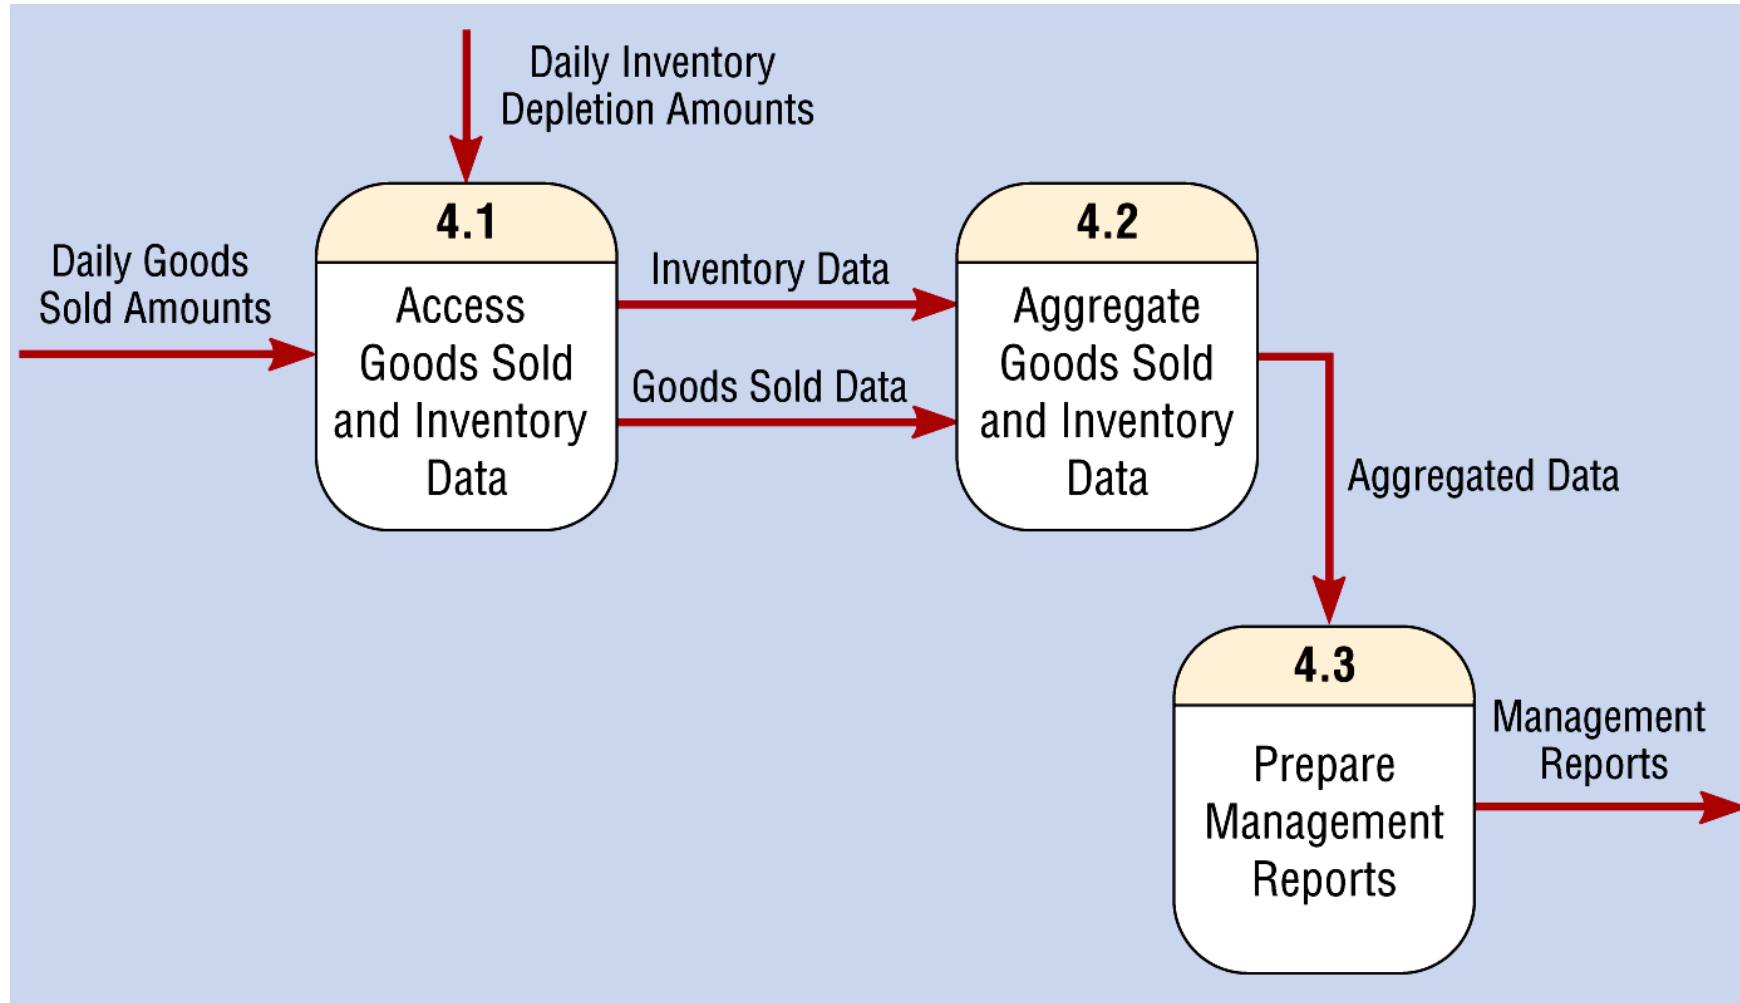 Daily Inventory
Depletion Amounts
Daily Goods
Sold Amounts
4.1
Access
Goods Sold
and Inventory
Data
Inventory Data
Goods Sold Data
4.2
Aggregate
Goods Sold
and Inventory
Data
Aggregated Data
4.3
Prepare
Management
Reports
Management
Reports